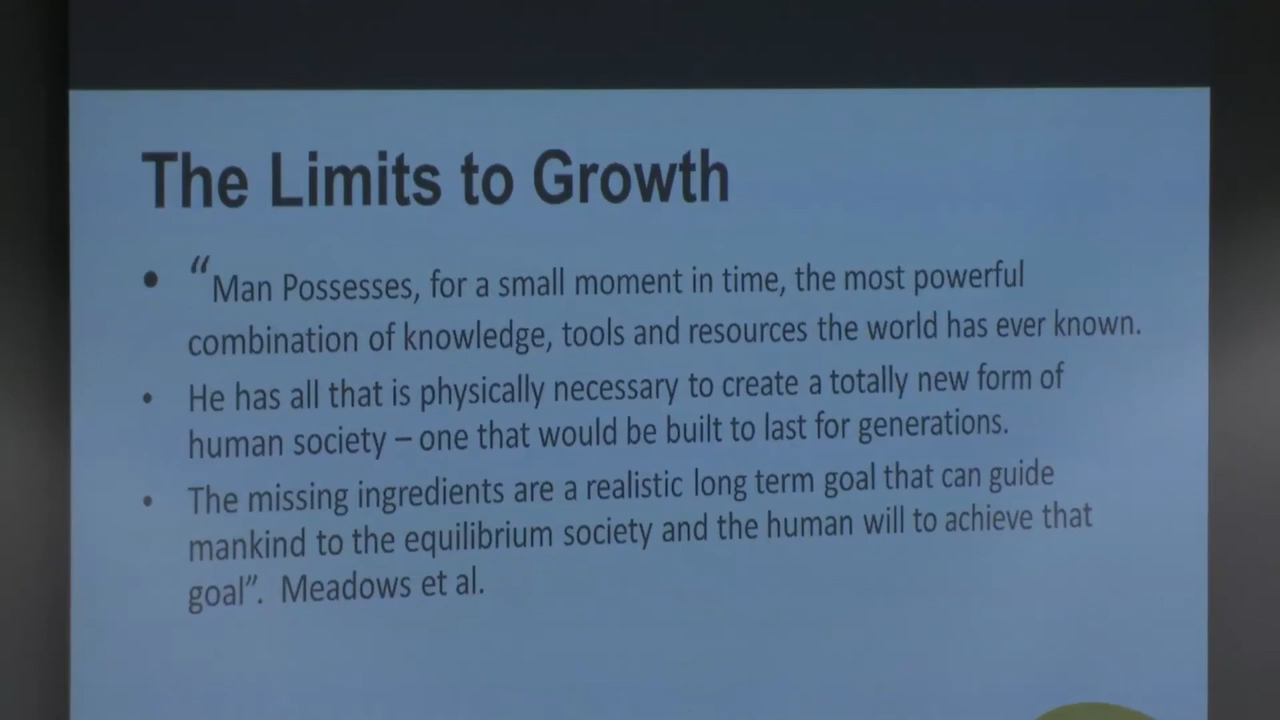 The Limits to Growth
• “Man Possesses, for a small moment in time, the most powerful
combination of knowledge, tools and resources the world has ever known.
• He has all that is physically necessary to create a totally new form of
human society – one that would be built to last for generations.
• The missing ingredients are a realistic long term goal that can guide
mankind to the equilibrium society and the human will to achieve that
goal”. Meadows et al.